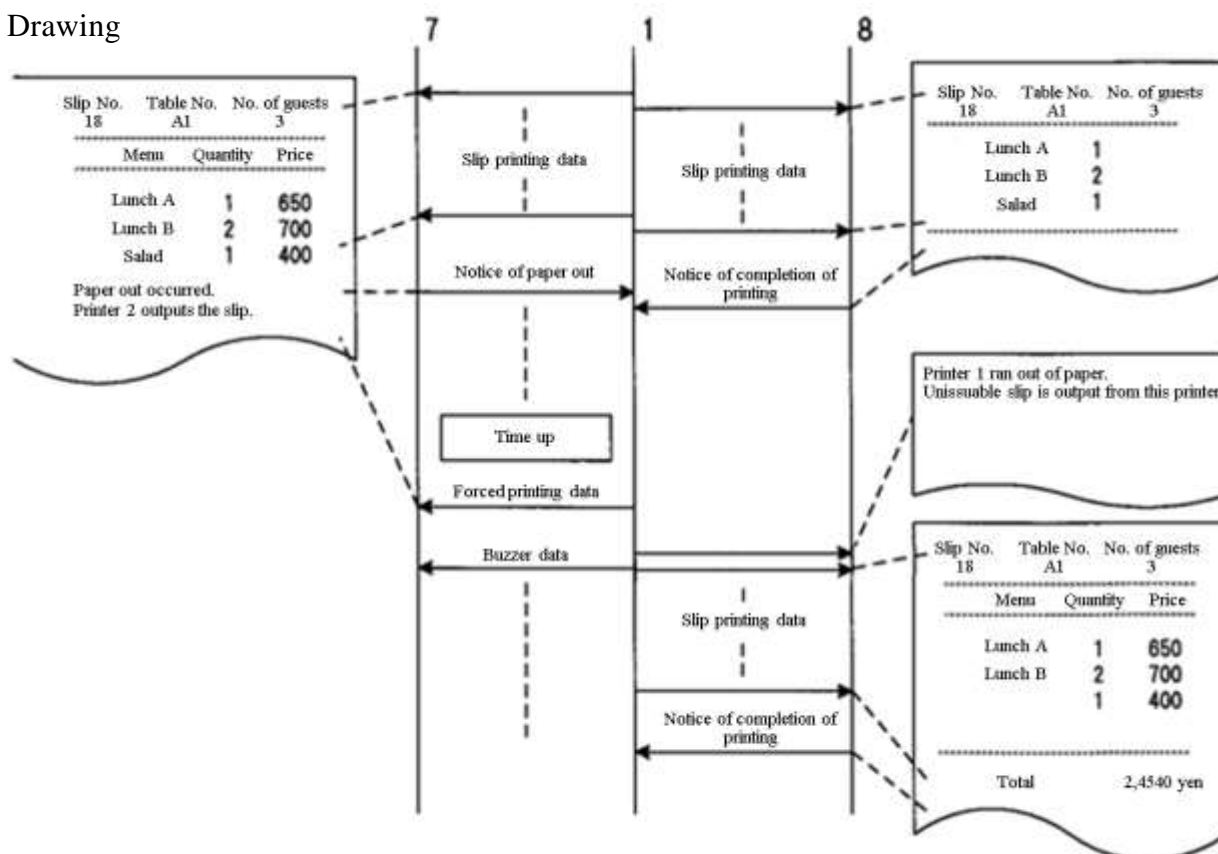 Drawing
7 1 8
Slip No. Table No. No. of guests
18 A1 3
Menu Quantity Price
Lunch A 1 650
Lunch B 2 700
Salad 1 400
Paper out occurred.
Printer 2 outputs the slip.
Slip printing data
Notice of paper out
Time up
Forced printing data
Buzzer data
Slip printing data
Notice of completion of
printing
Slip printing data
Notice of completion of
printing
Slip No. Table No. No. of guests
18 A1 3
Lunch A 1
Lunch B 2
Salad 1
Printer 1 ran out of paper.
Unissuable slip is output from this printer
Slip No. Table No. No. of guests
18 A1 3
Menu Quantity Price
Lunch A 1 650
Lunch B 2 700
1 400
Total 2,4540 yen